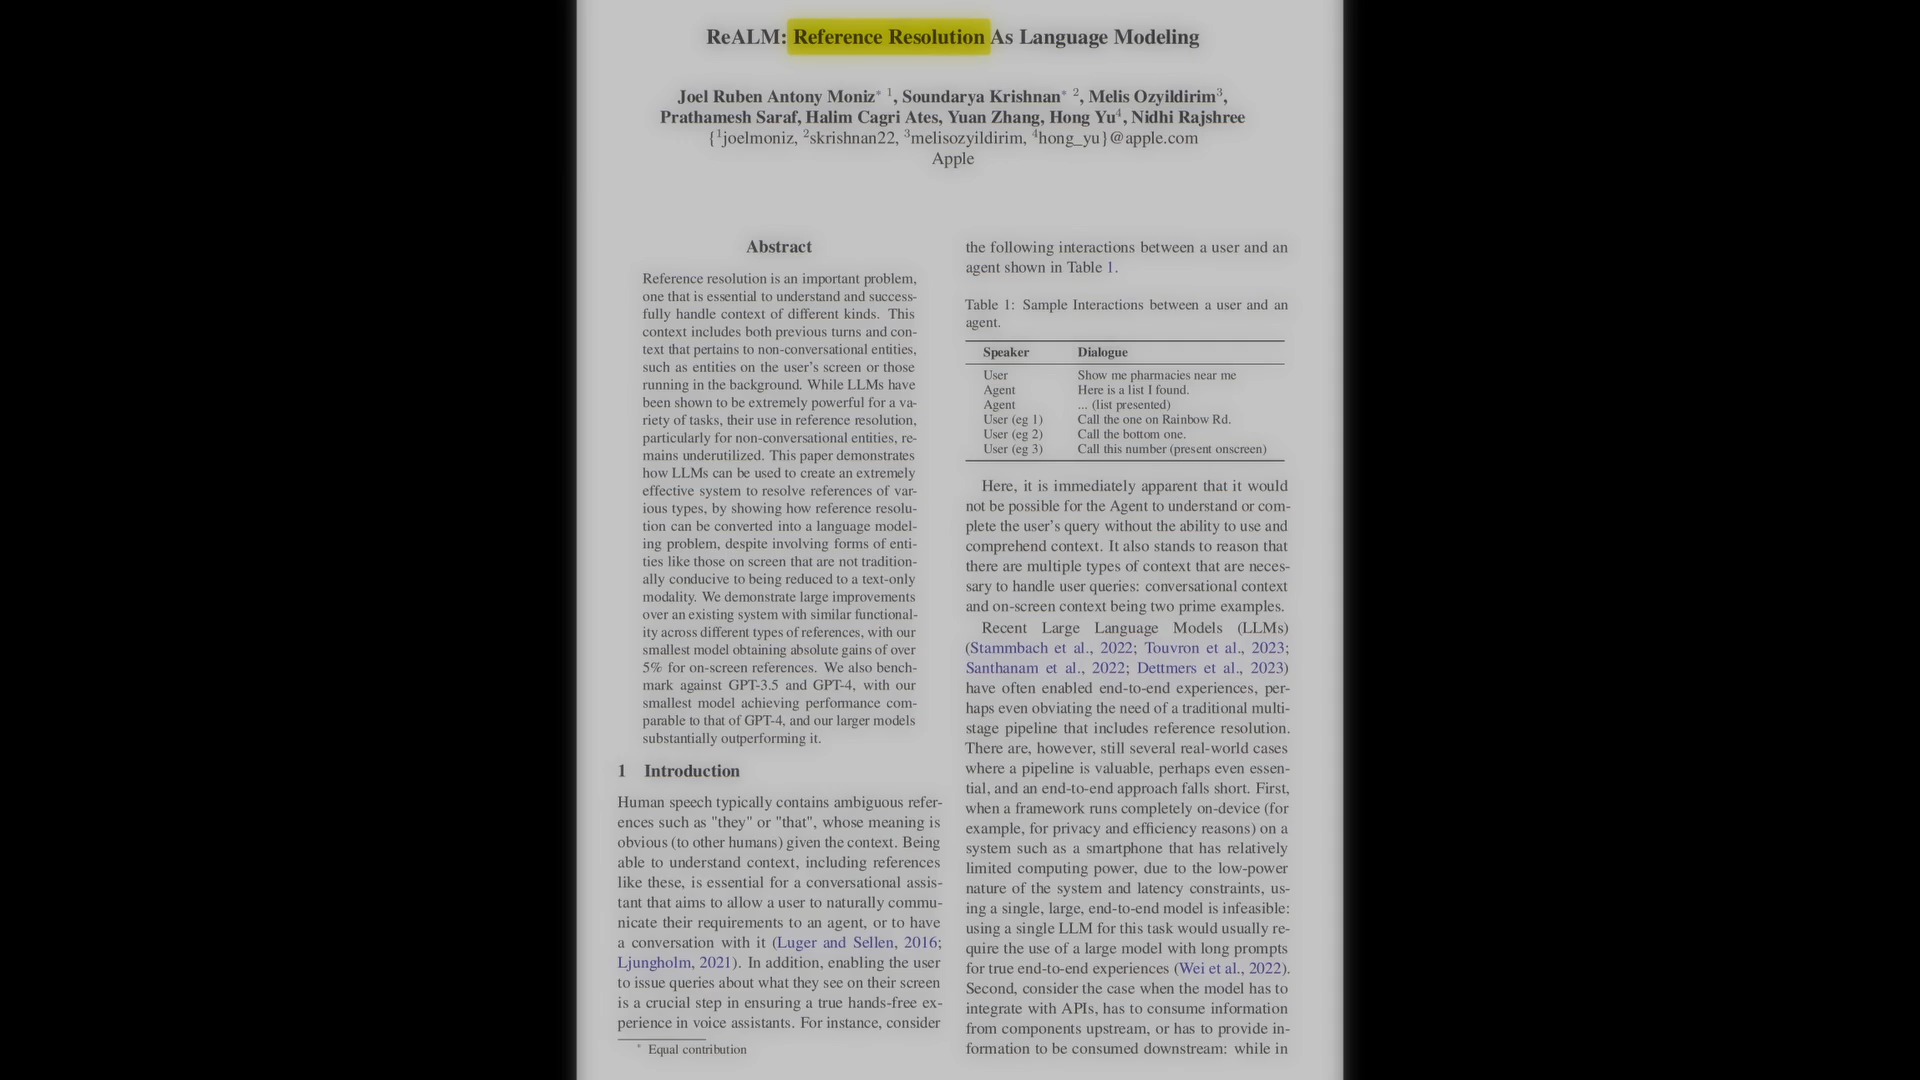 ReALM: Reference Resolution As Language Modeling
Joel Ruben Antony Moniz* 1, Soundarya Krishnan* 2, Melis Ozyildirim3,
Prathamesh Saraf, Halim Cagri Ates, Yuan Zhang, Hong Yu4, Nidhi Rajshree
{1joelmoniz, 2skrishnan22, 3melisozyildirim, 4hong_yu}@apple.com
Apple
Abstract
Reference resolution is an important problem,
one that is essential to understand and success-
fully handle context of different kinds. This
context includes both previous turns and con-
text that pertains to non-conversational entities,
such as entities on the user's screen or those
running in the background. While LLMs have
been shown to be extremely powerful for a va-
riety of tasks, their use in reference resolution,
particularly for non-conversational entities, re-
mains underutilized. This paper demonstrates
how LLMs can be used to create an extremely
effective system to resolve references of var-
ious types, by showing how reference resolu-
tion can be converted into a language model-
ing problem, despite involving forms of enti-
ties like those on screen that are not tradition-
ally conducive to being reduced to a text-only
modality. We demonstrate large improvements
over an existing system with similar functional-
ity across different types of references, with our
smallest model obtaining absolute gains of over
5% for on-screen references. We also bench-
mark against GPT-3.5 and GPT-4, with our
smallest model achieving performance com-
parable to that of GPT-4, and our larger models
substantially outperforming it.
1 Introduction
Human speech typically contains ambiguous refer-
ences such as "they" or "that", whose meaning is
obvious (to other humans) given the context. Being
able to understand context, including references
like these, is essential for a conversational assis-
tant that aims to allow a user to naturally commu-
nicate their requirements to an agent, or to have
a conversation with it (Luger and Sellen, 2016;
Ljungholm, 2021). In addition, enabling the user
to issue queries about what they see on their screen
is a crucial step in ensuring a true hands-free ex-
perience in voice assistants. For instance, consider
* Equal contribution
the following interactions between a user and an
agent shown in Table 1.
Table 1: Sample Interactions between a user and an
agent.
Speaker Dialogue
User Show me pharmacies near me
Agent Here is a list I found.
Agent ... (list presented)
User (eg 1) Call the one on Rainbow Rd.
User (eg 2) Call the bottom one.
User (eg 3) Call this number (present onscreen)
Here, it is immediately apparent that it would
not be possible for the Agent to understand or com-
plete the user's query without the ability to use and
comprehend context. It also stands to reason that
there are multiple types of context that are neces-
sary to handle user queries: conversational context
and on-screen context being two prime examples.
Recent Large Language Models (LLMs)
(Stammbach et al., 2022; Touvron et al., 2023;
Santhanam et al., 2022; Dettmers et al., 2023)
have often enabled end-to-end experiences, per-
haps even obviating the need of a traditional multi-
stage pipeline that includes reference resolution.
There are, however, still several real-world cases
where a pipeline is valuable, perhaps even essen-
tial, and an end-to-end approach falls short. First,
when a framework runs completely on-device (for
example, for privacy and efficiency reasons) on a
system such as a smartphone that has relatively
limited computing power, due to the low-power
nature of the system and latency constraints, us-
ing a single, large, end-to-end model is infeasible:
using a single LLM for this task would usually re-
quire the use of a large model with long prompts
for true end-to-end experiences (Wei et al., 2022).
Second, consider the case when the model has to
integrate with APIs, has to consume information
from components upstream, or has to provide in-
formation to be consumed downstream: while in